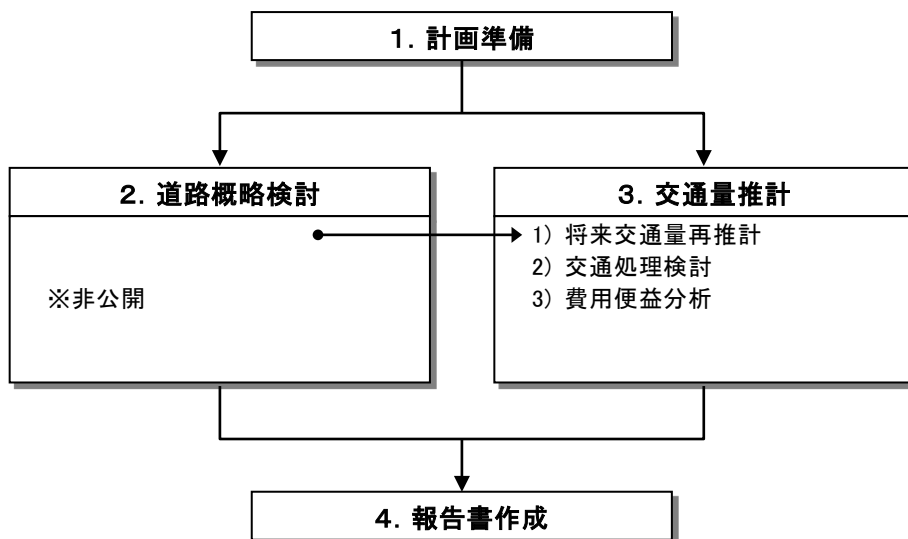 １．計画準備
２．道路概略検討
※非公開
３．交通量推計
1) 将来交通量再推計
2) 交通処理検討
3) 費用便益分析
４．報告書作成